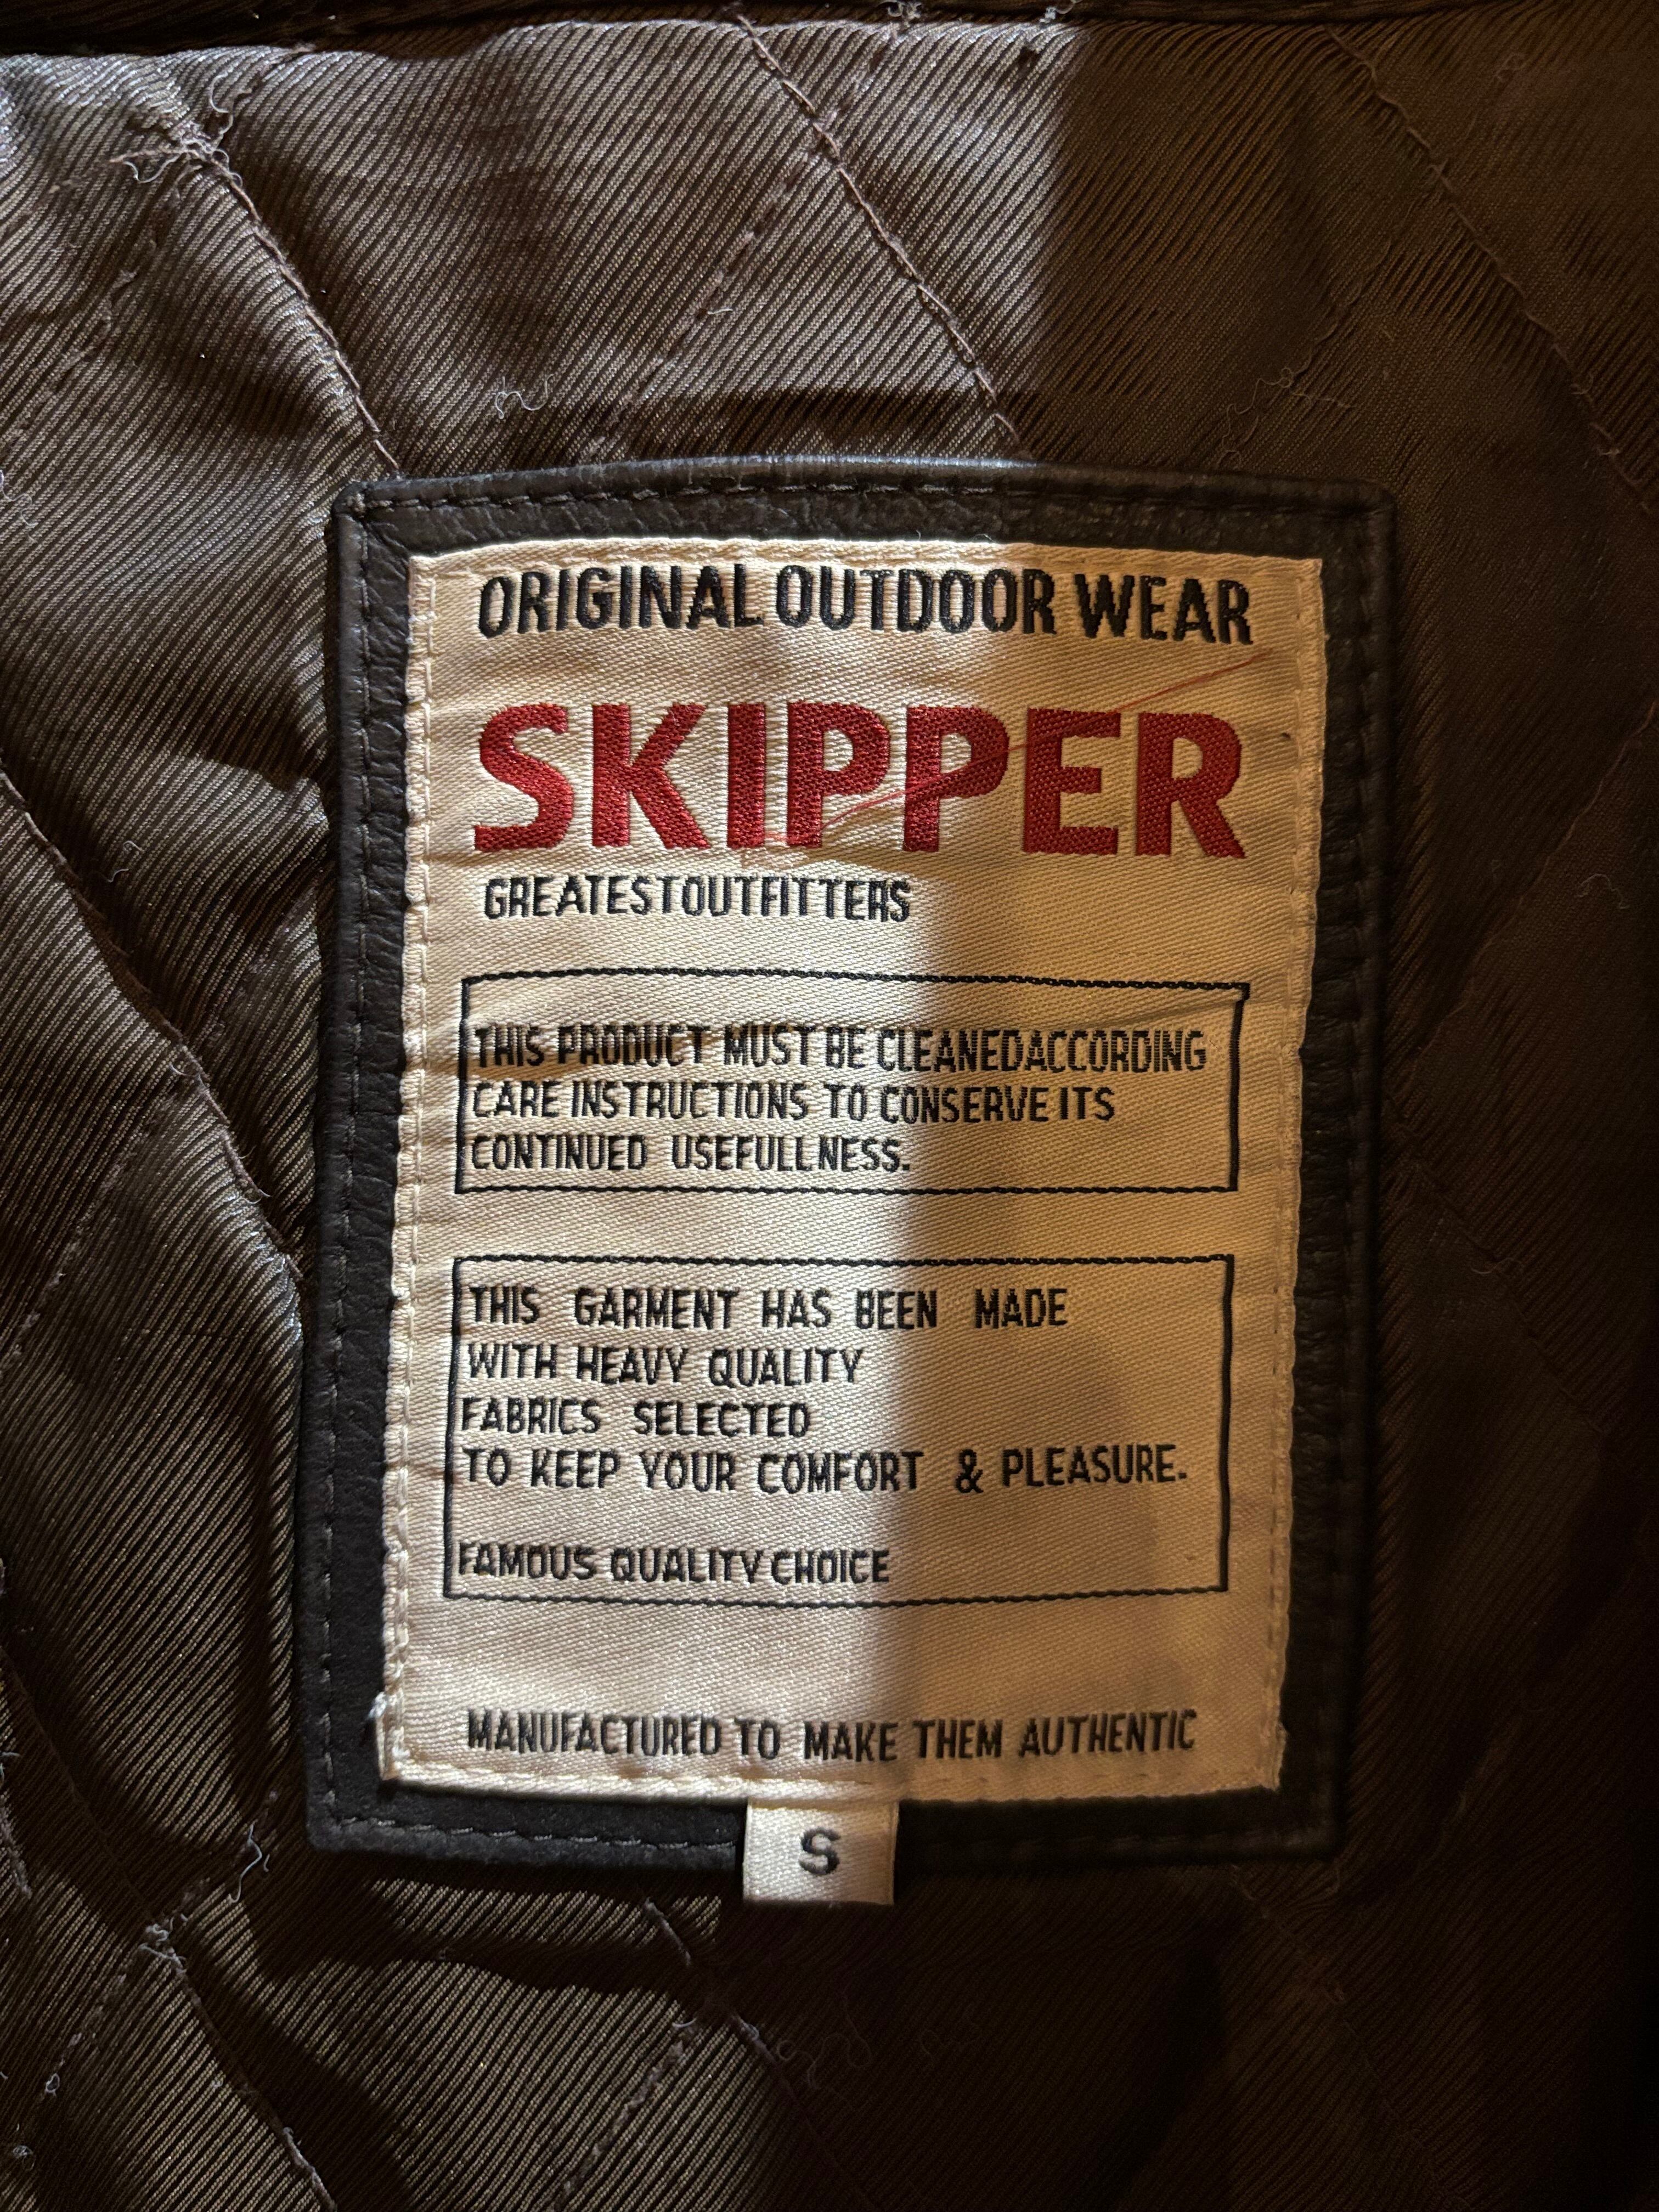 ORIGINAL OUTDOOR WEAR
SKIPPER
GREATESTOUTFITTERS
THIS PRODUCT MUST BE CLEANEDACCORDING
CARE INSTRUCTIONS TO CONSERVE ITS
CONTINUED USEFULLNESS.
THIS GARMENT HAS BEEN MADE
WITH HEAVY QUALITY
FABRICS SELECTED
TO KEEP YOUR COMFORT & PLEASURE.
FAMOUS QUALITY CHOICE
MANUFACTURED TO MAKE THEM AUTHENTIC
S